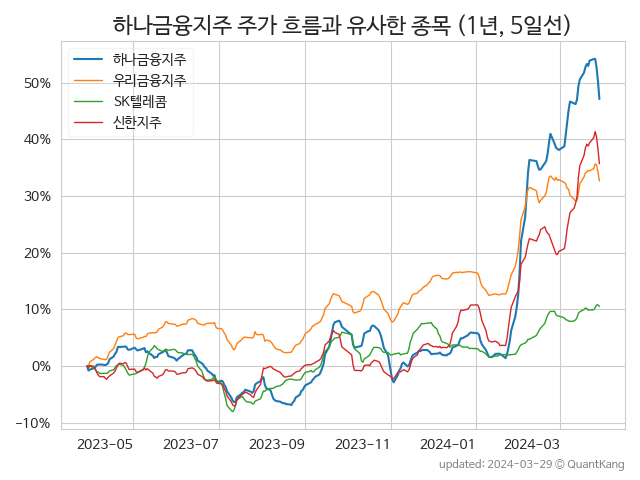 하나금융지주 주가 흐름과 유사한 종목 (1년, 5일선)
하나금융지주
우리금융지주
SK텔레콤
신한지주
50%
40%
30%
20%
10%
0%
−10%
2023-05
2023-07
2023-09
2023-11
2024-01
2024-03
updated: 2024-03-29 © QuantKang